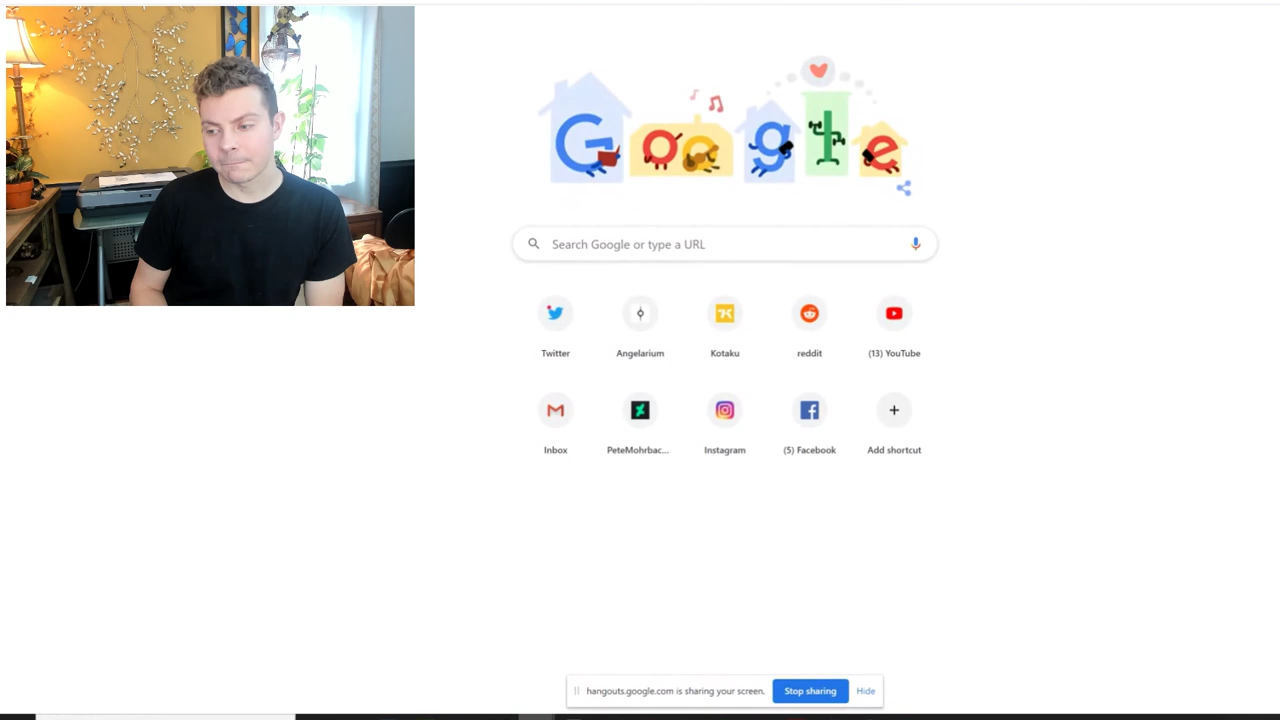 Google
Search Google or type a URL
Twitter
Angelarium
Kotaku
reddit
(13) YouTube
Inbox
PeteMohrbac...
Instagram
(5) Facebook
Add shortcut
hangouts.google.com is sharing your screen.
Stop sharing
Hide